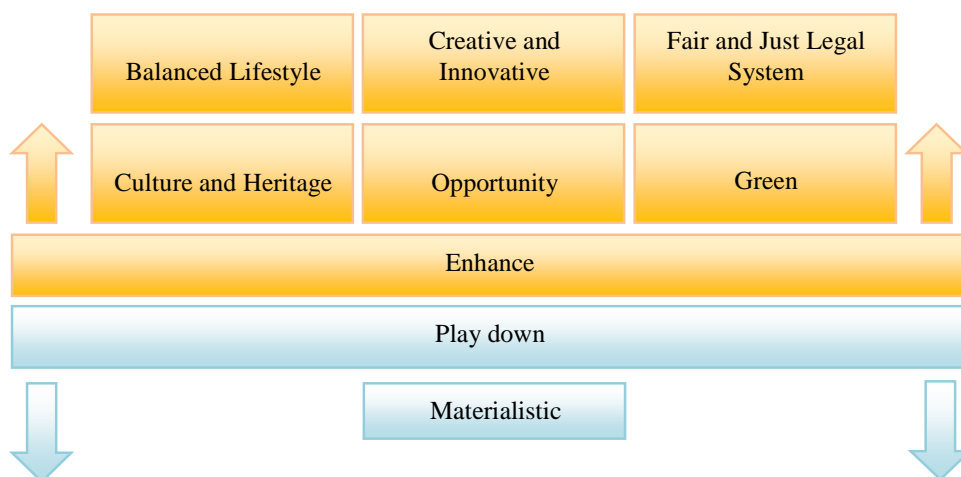 Balanced Lifestyle
Creative and
Innovative
Fair and Just Legal
System
Culture and Heritage
Opportunity
Green
Enhance
Play down
Materialistic